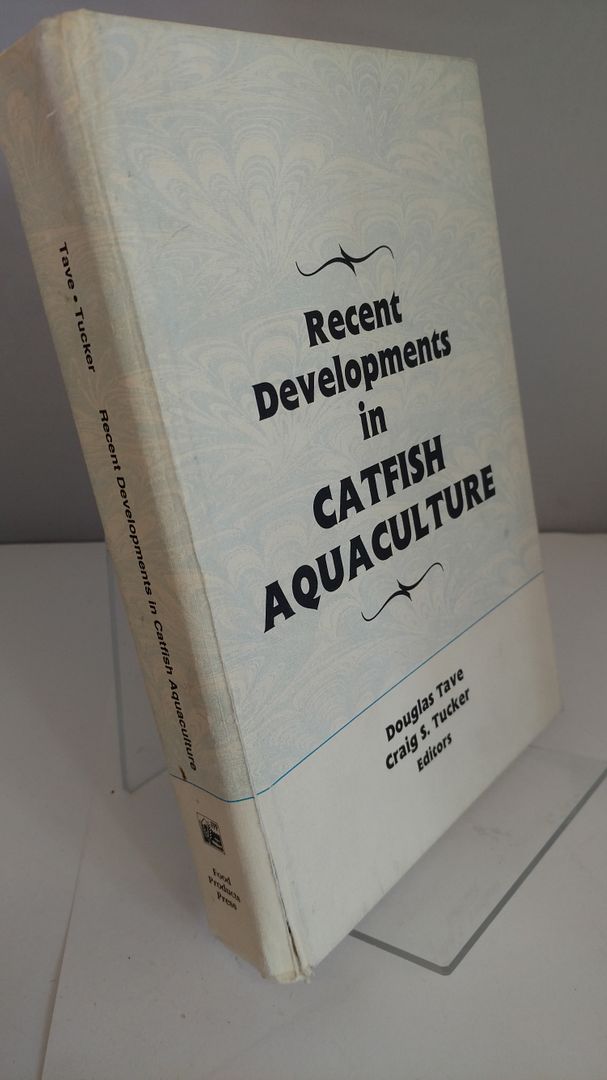 Recent
Developments
in
CATFISH
AQUACULTURE
Douglas Tave
Craig S. Tucker
Editors
Tave • Tucker
Recent Developments in Catfish Aquaculture
Food
Products
Press